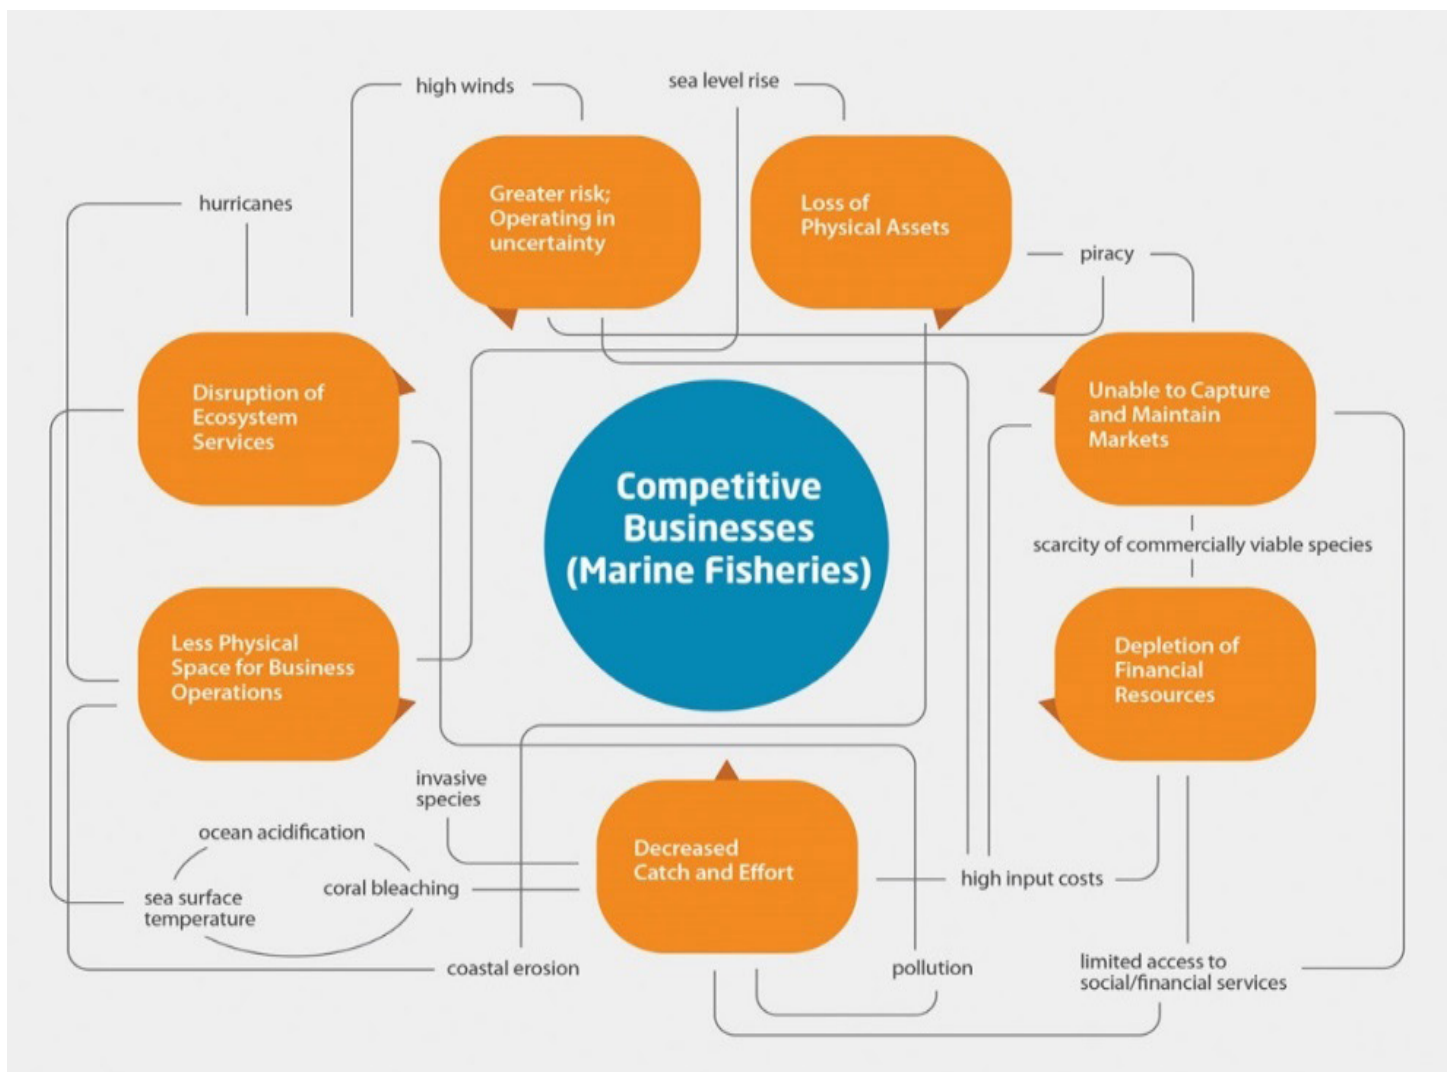 high winds
sea level rise
hurricanes
Greater risk;
Operating in
uncertainty
Loss of
Physical Assets
piracy
Disruption of
Ecosystem
Services
Unable to Capture
and Maintain
Markets
Competitive
Businesses
(Marine Fisheries)
scarcity of commercially viable species
Less Physical
Space for Business
Operations
Depletion of
Financial
Resources
invasive
species
ocean acidification
coral bleaching
sea surface
temperature
Decreased
Catch and Effort
high input costs
coastal erosion
pollution
limited access to
social/financial services